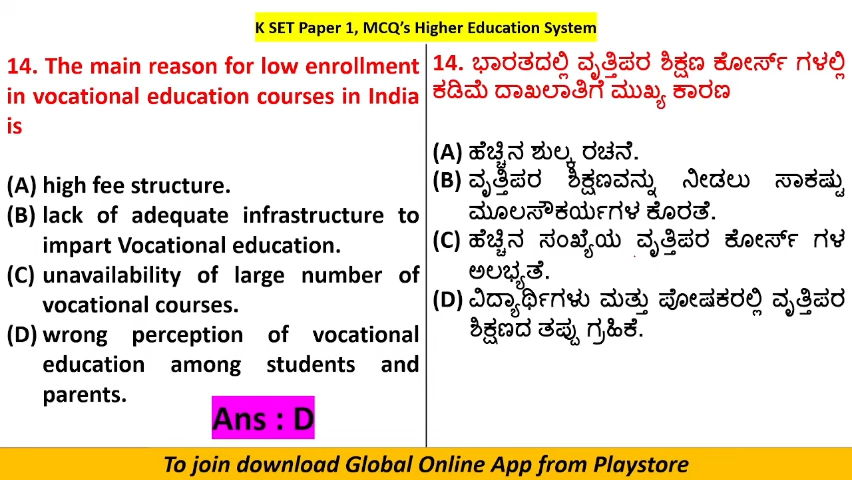 K SET Paper 1, MCQ's Higher Education System
14. The main reason for low enrollment
in vocational education courses in India
is
(A) high fee structure.
(B) lack of adequate infrastructure to
impart Vocational education.
(C) unavailability of large number of
vocational courses.
(D) wrong perception of vocational
education among students and
parents.
Ans : D
14. ಭಾರತದಲ್ಲಿ ವೃತ್ತಿಪರ ಶಿಕ್ಷಣ ಕೋರ್ಸ್ ಗಳಲ್ಲಿ
ಕಡಿಮೆ ದಾಖಲಾತಿಗೆ ಮುಖ್ಯ ಕಾರಣ
(A) ಹೆಚ್ಚಿನ ಶುಲ್ಕ ರಚನೆ.
(B) ವೃತ್ತಿಪರ ಶಿಕ್ಷಣವನ್ನು ನೀಡಲು ಸಾಕಷ್ಟು
ಮೂಲಸೌಕರ್ಯಗಳ ಕೊರತೆ.
(C) ಹೆಚ್ಚಿನ ಸಂಖ್ಯೆಯ ವೃತ್ತಿಪರ ಕೋರ್ಸ್ ಗಳ
ಅಲಭ್ಯತೆ.
(D) ವಿದ್ಯಾರ್ಥಿಗಳು ಮತ್ತು ಪೋಷಕರಲ್ಲಿ ವೃತ್ತಿಪರ
ಶಿಕ್ಷಣದ ತಪ್ಪು ಗ್ರಹಿಕೆ.
To join download Global Online App from Playstore